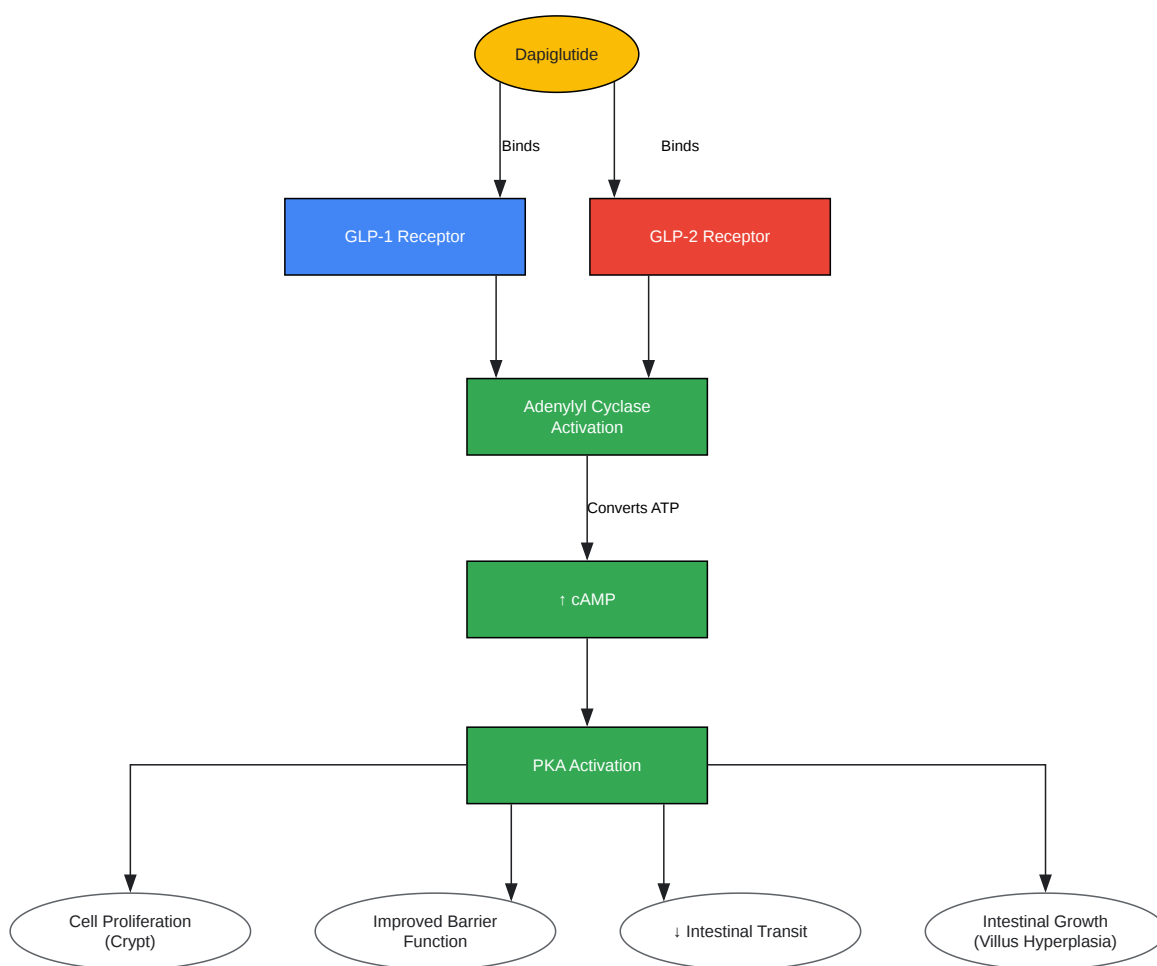 Dapiglutide
Binds
Binds
GLP-1 Receptor
GLP-2 Receptor
Adenylyl Cyclase
Activation
Converts ATP
↑ cAMP
PKA Activation
Cell Proliferation
(Crypt)
Improved Barrier
Function
↓ Intestinal Transit
Intestinal Growth
(Villus Hyperplasia)